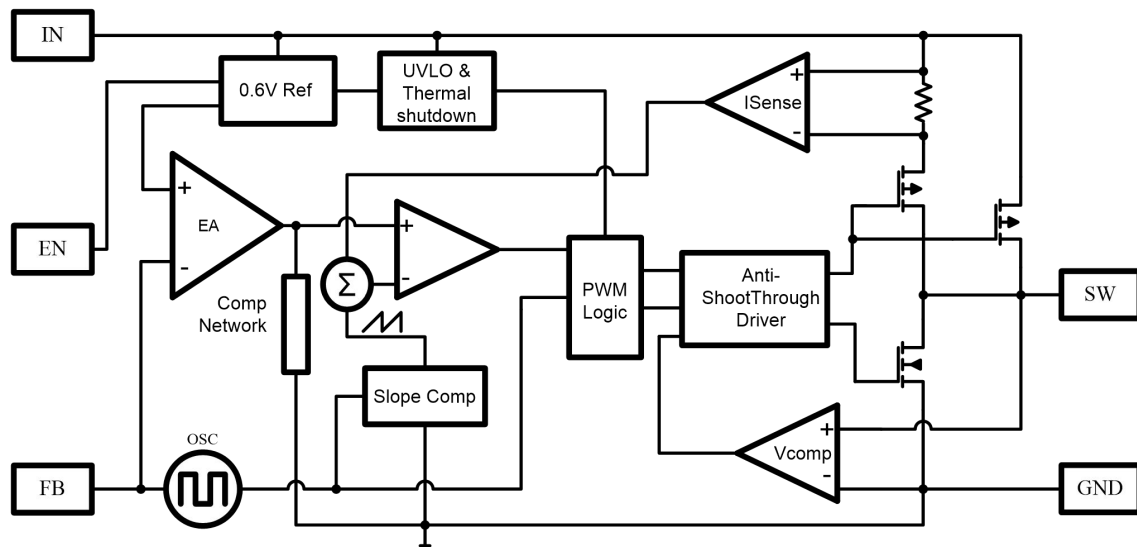 IN
0.6V Ref
UVLO &
Thermal
shutdown
+
ISense
-
+
EA
-
EN
+
-
Σ
Comp
Network
PWM
Logic
Anti-
ShootThrough
Driver
SW
Slope Comp
OSC
FB
+
Vcomp
-
GND